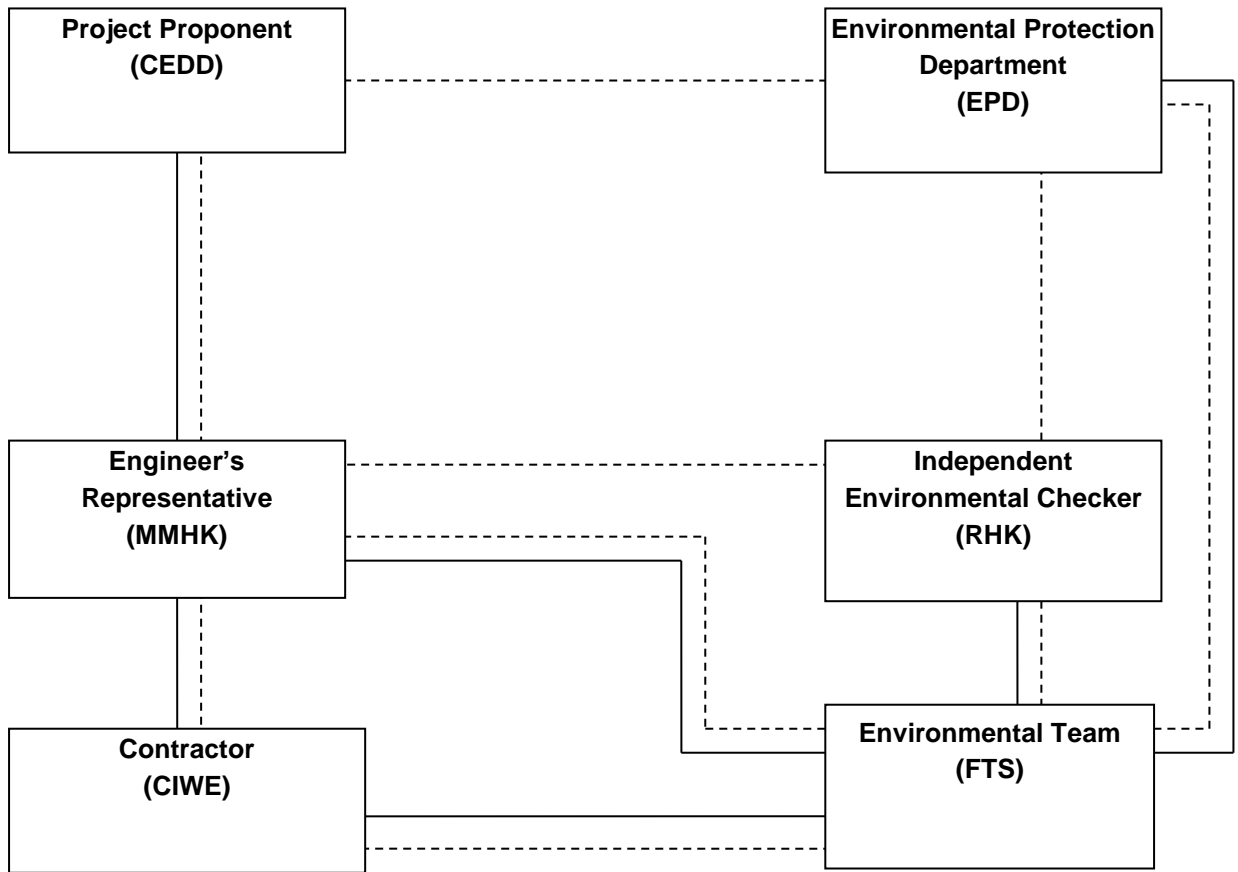 Project Proponent
(CEDD)
Environmental Protection
Department
(EPD)
Engineer’s
Representative
(MMHK)
Independent
Environmental Checker
(RHK)
Contractor
(CIWE)
Environmental Team
(FTS)